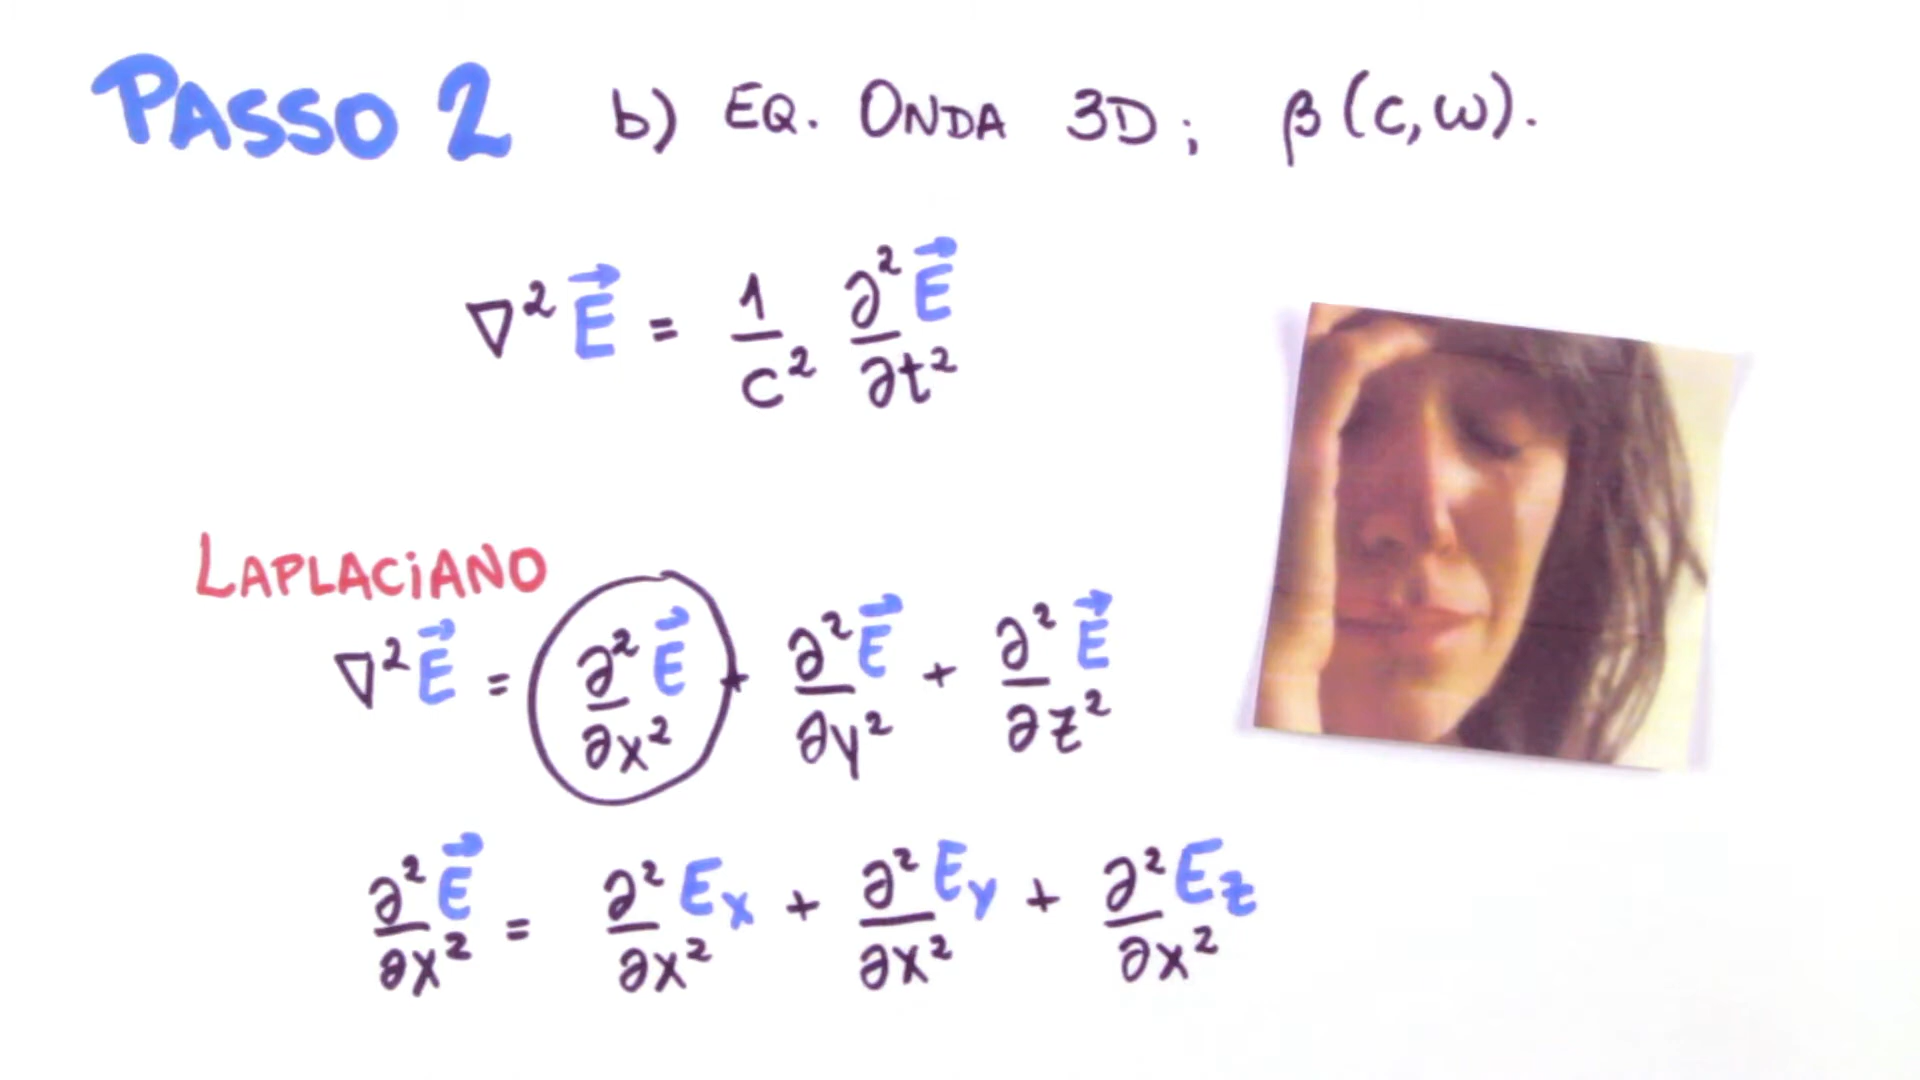 PASSO 2 b) EQ. ONDA 3D; β(c,ω).
∇²E⃗ = 1/c² ∂²E⃗/∂t²
LAPLACiANO
∇²E⃗ = ∂²E⃗/∂x² + ∂²E⃗/∂y² + ∂²E⃗/∂z²
∂²E⃗/∂x² = ∂²Ex/∂x² + ∂²Ey/∂x² + ∂²Ez/∂x²